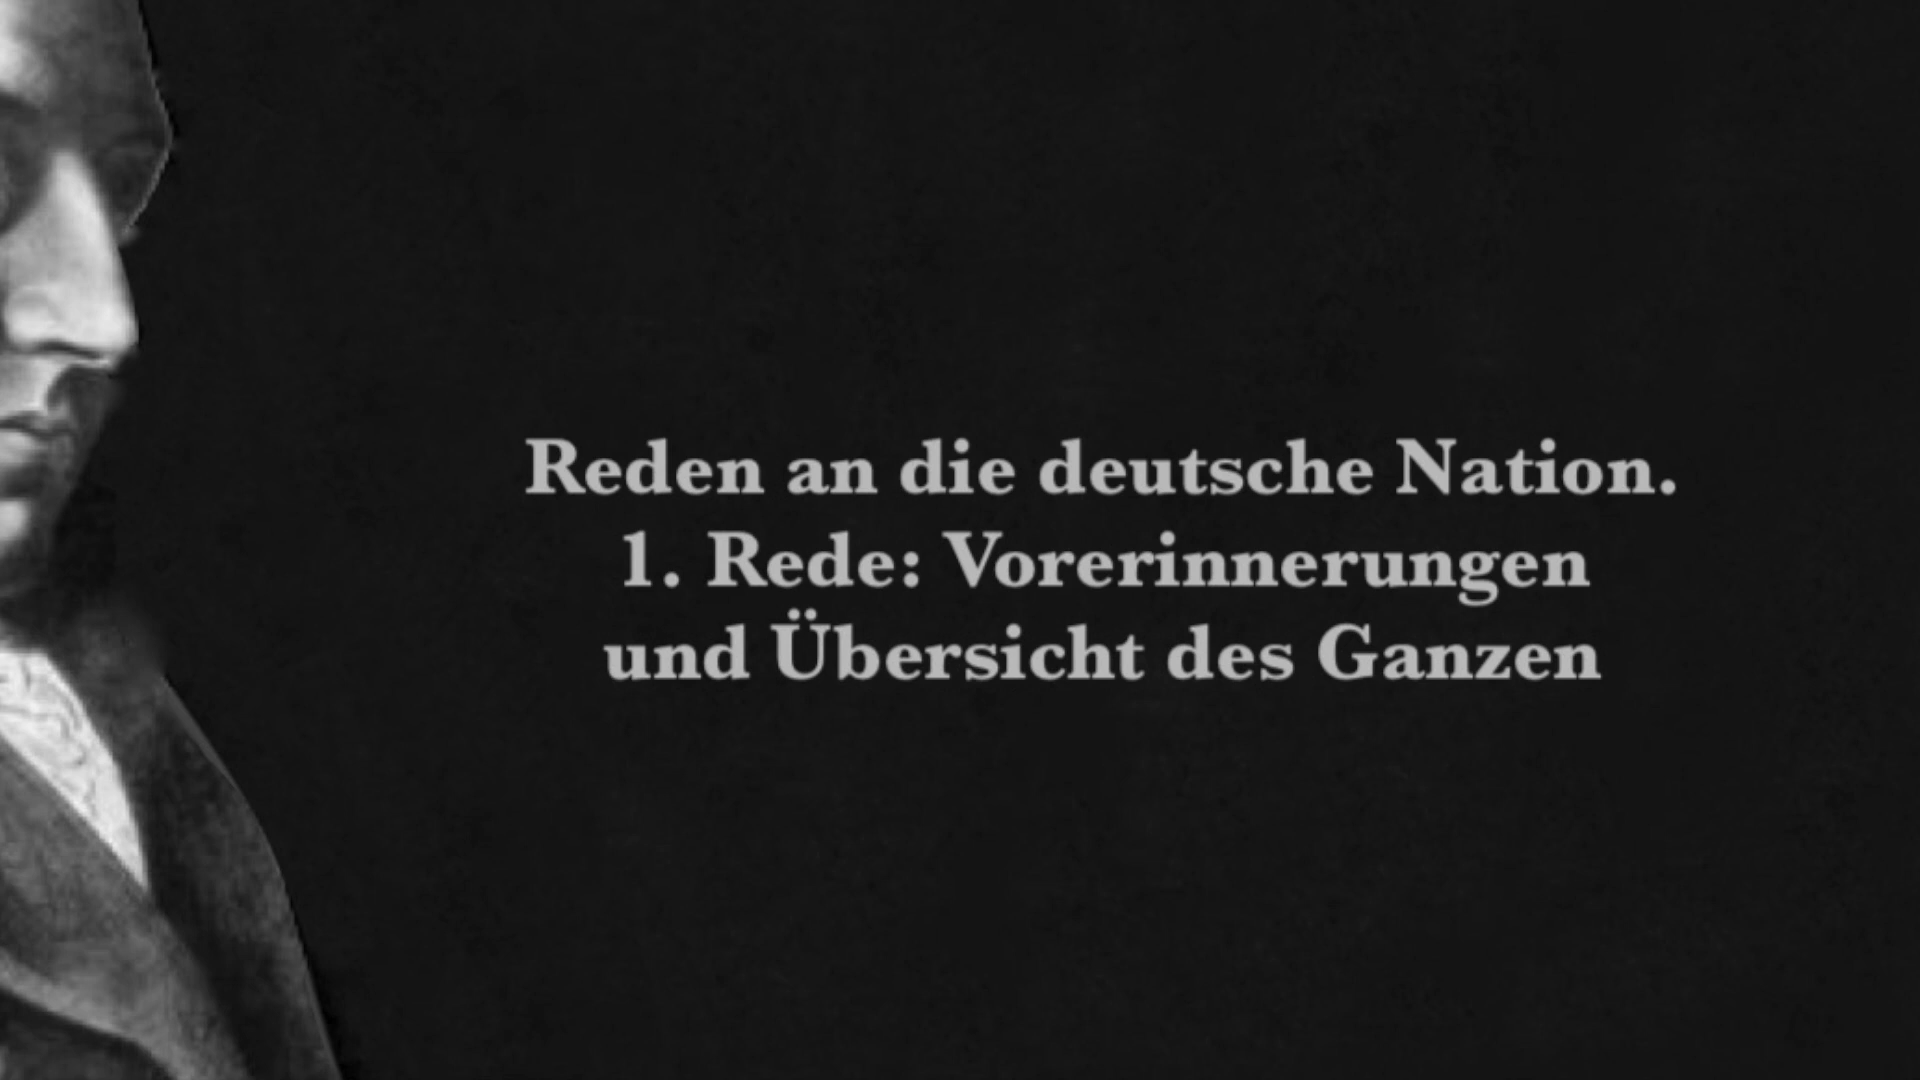 Reden an die deutsche Nation.
1. Rede: Vorerinnerungen
und Übersicht des Ganzen